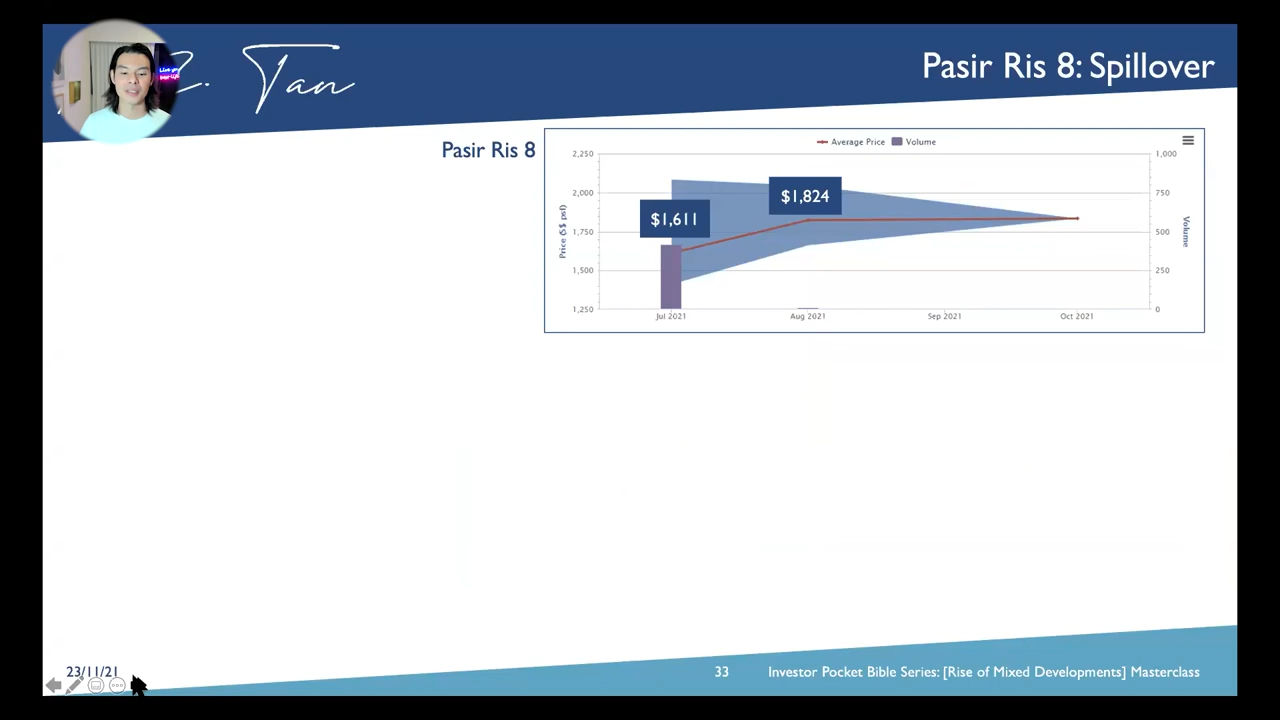 Tan
Pasir Ris 8: Spillover
Pasir Ris 8
Average Price
Volume
2,250
2,000
1,750
1,500
1,250
Price (S$ psf)
1,000
750
500
250
0
Volume
$1,611
$1,824
Jul 2021
Aug 2021
Sep 2021
Oct 2021
23/11/21
33
Investor Pocket Bible Series: [Rise of Mixed Developments] Masterclass